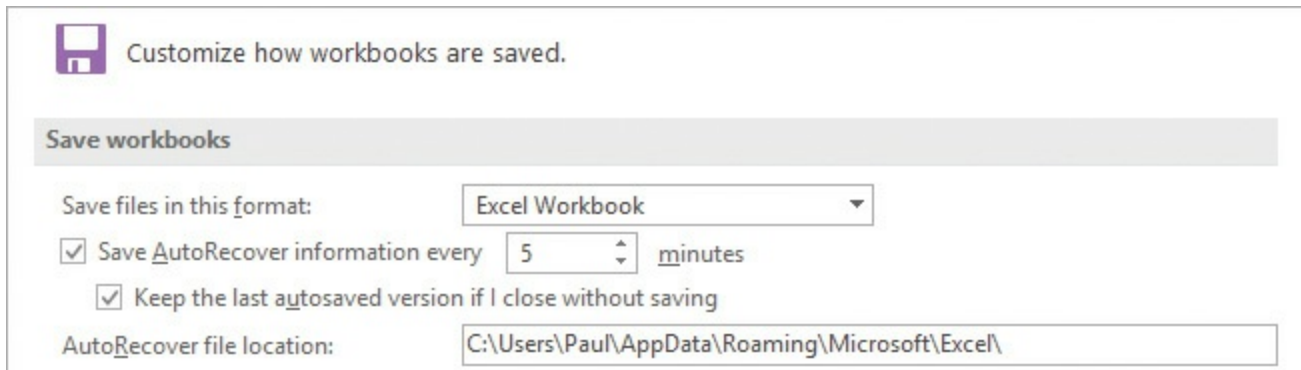 Customize how workbooks are saved.
Save workbooks
Save files in this format: Excel Workbook
Save AutoRecover information every 5 minutes
Keep the last autosaved version if I close without saving
AutoRecover file location: C:\Users\Paul\AppData\Roaming\Microsoft\Excel\